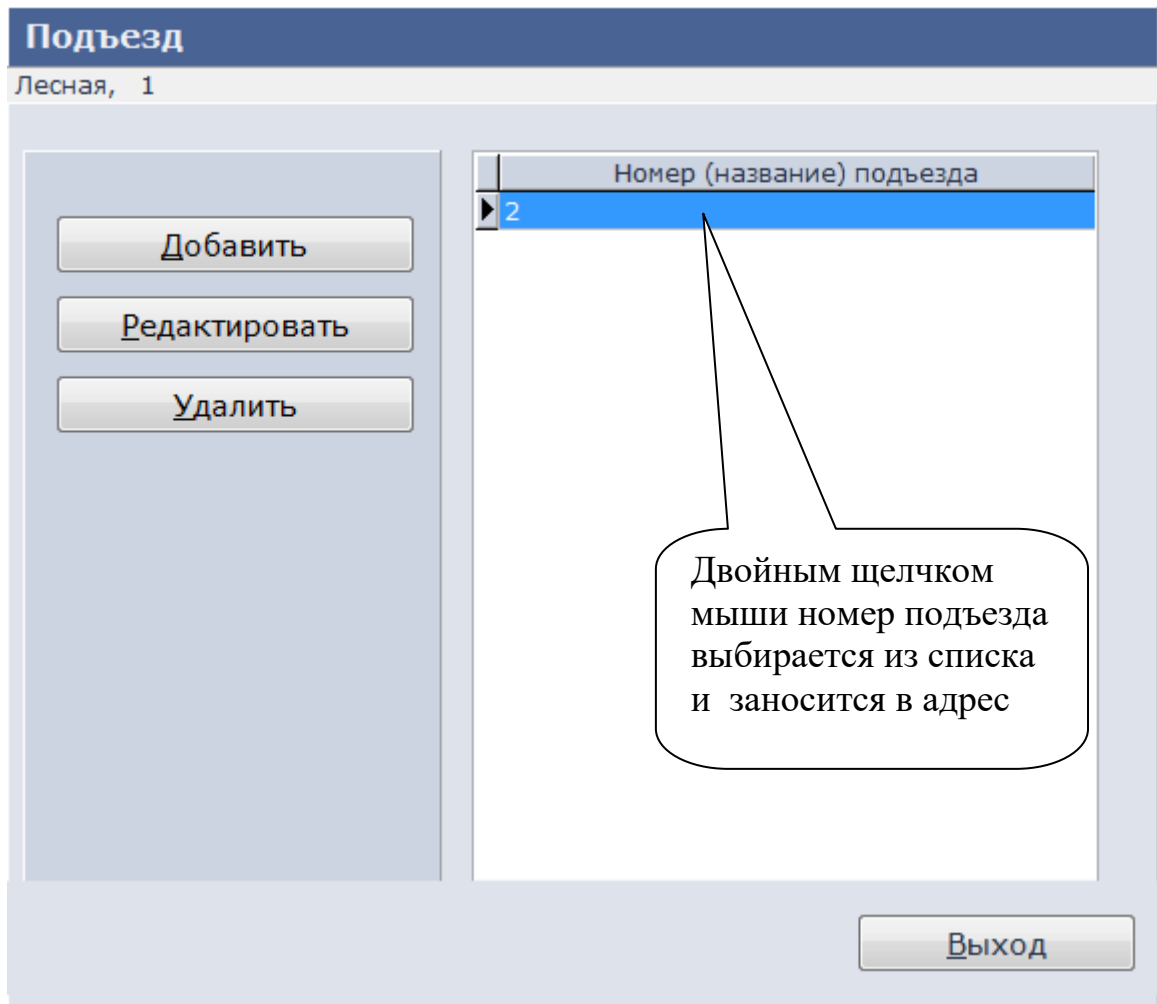 Подъезд
Лесная, 1
Номер (название) подъезда
2
Добавить
Редактировать
Удалить
Двойным щелчком
мыши номер подъезда
выбирается из списка
и заносится в адрес
Выход